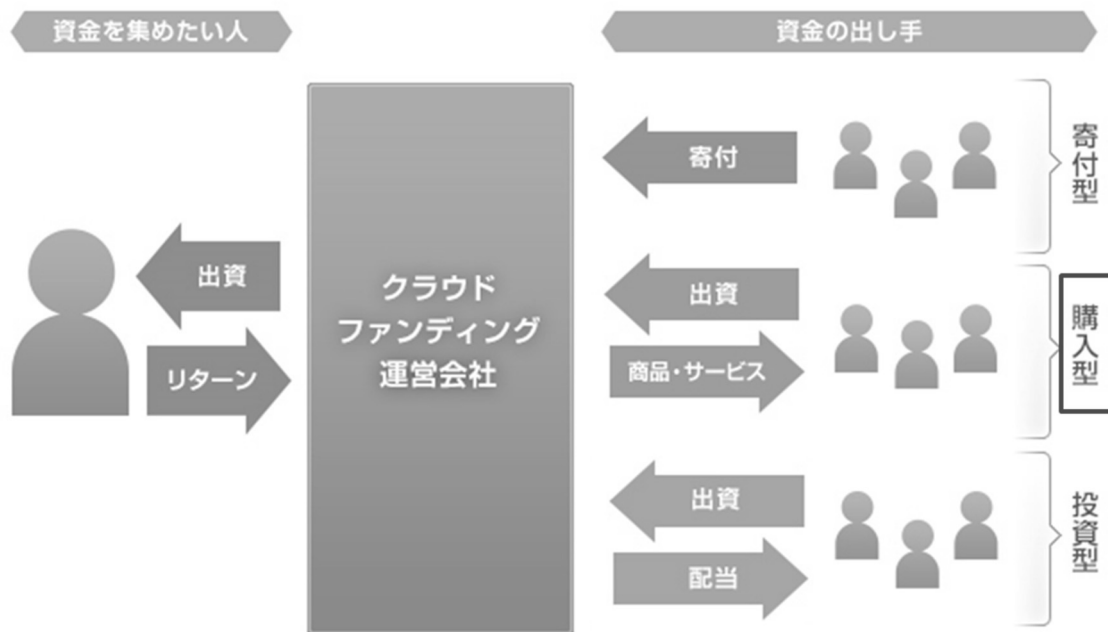 資金を集めたい人
資金の出し手
出資
リターン
クラウド
ファンディング
運営会社
寄付
寄付型
出資
商品・サービス
購入型
出資
配当
投資型